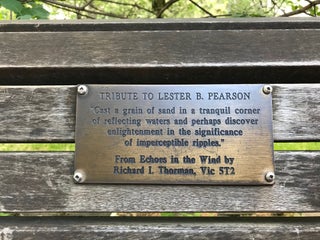 TRIBUTE TO LESTER B. PEARSON
"Cast a grain of sand in a tranquil corner
of reflecting waters and perhaps discover
enlightenment in the significance
of imperceptible ripples."
From Echoes in the Wind by
Richard I. Thorman, Vic 5T2